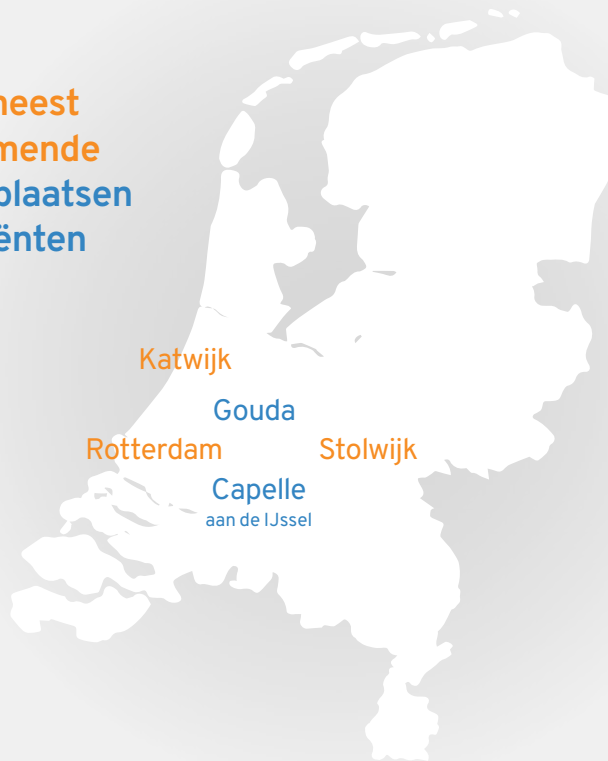 meest
mende
plaatsen
ënten
Katwijk
Gouda
Rotterdam Stolwijk
Capelle
aan de IJssel